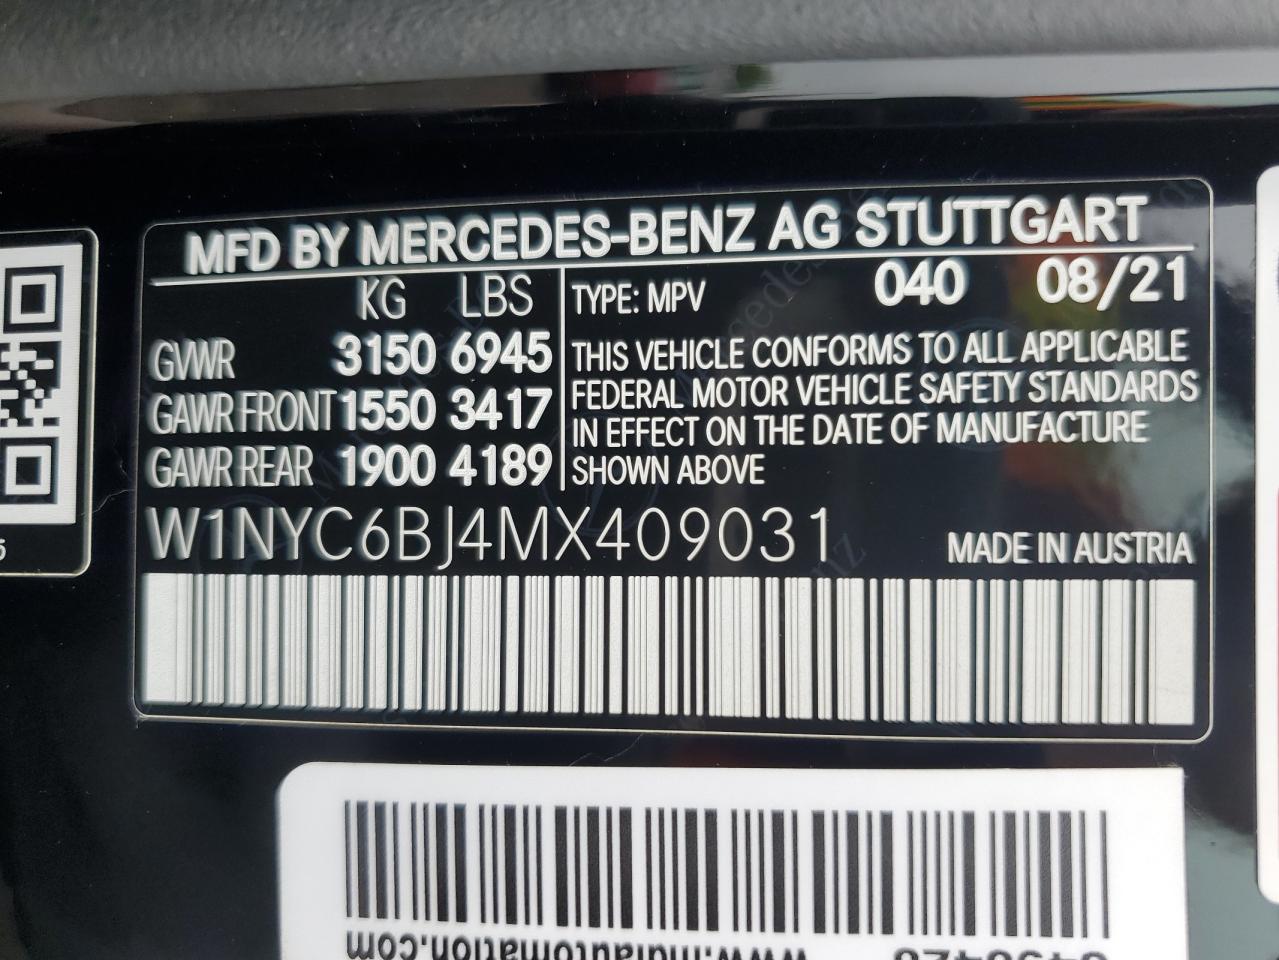 MFD BY MERCEDES-BENZ AG STUTTGART
KG LBS
GVWR 3150 6945
GAWR FRONT 1550 3417
GAWR REAR 1900 4189
TYPE: MPV 040 08/21
THIS VEHICLE CONFORMS TO ALL APPLICABLE
FEDERAL MOTOR VEHICLE SAFETY STANDARDS
IN EFFECT ON THE DATE OF MANUFACTURE
SHOWN ABOVE
W1NYC6BJ4MX409031
MADE IN AUSTRIA